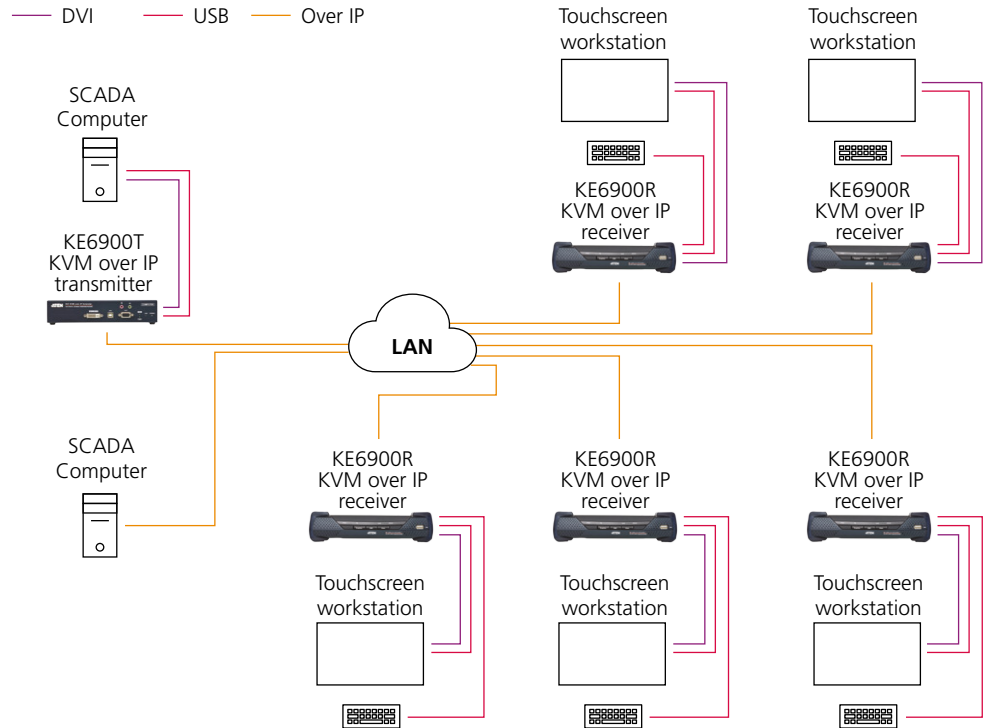 DVI
USB
Over IP
Touchscreen
workstation
Touchscreen
workstation
SCADA
Computer
KE6900T
KVM over IP
transmitter
KE6900R
KVM over IP
receiver
KE6900R
KVM over IP
receiver
LAN
SCADA
Computer
KE6900R
KVM over IP
receiver
KE6900R
KVM over IP
receiver
KE6900R
KVM over IP
receiver
Touchscreen
workstation
Touchscreen
workstation
Touchscreen
workstation